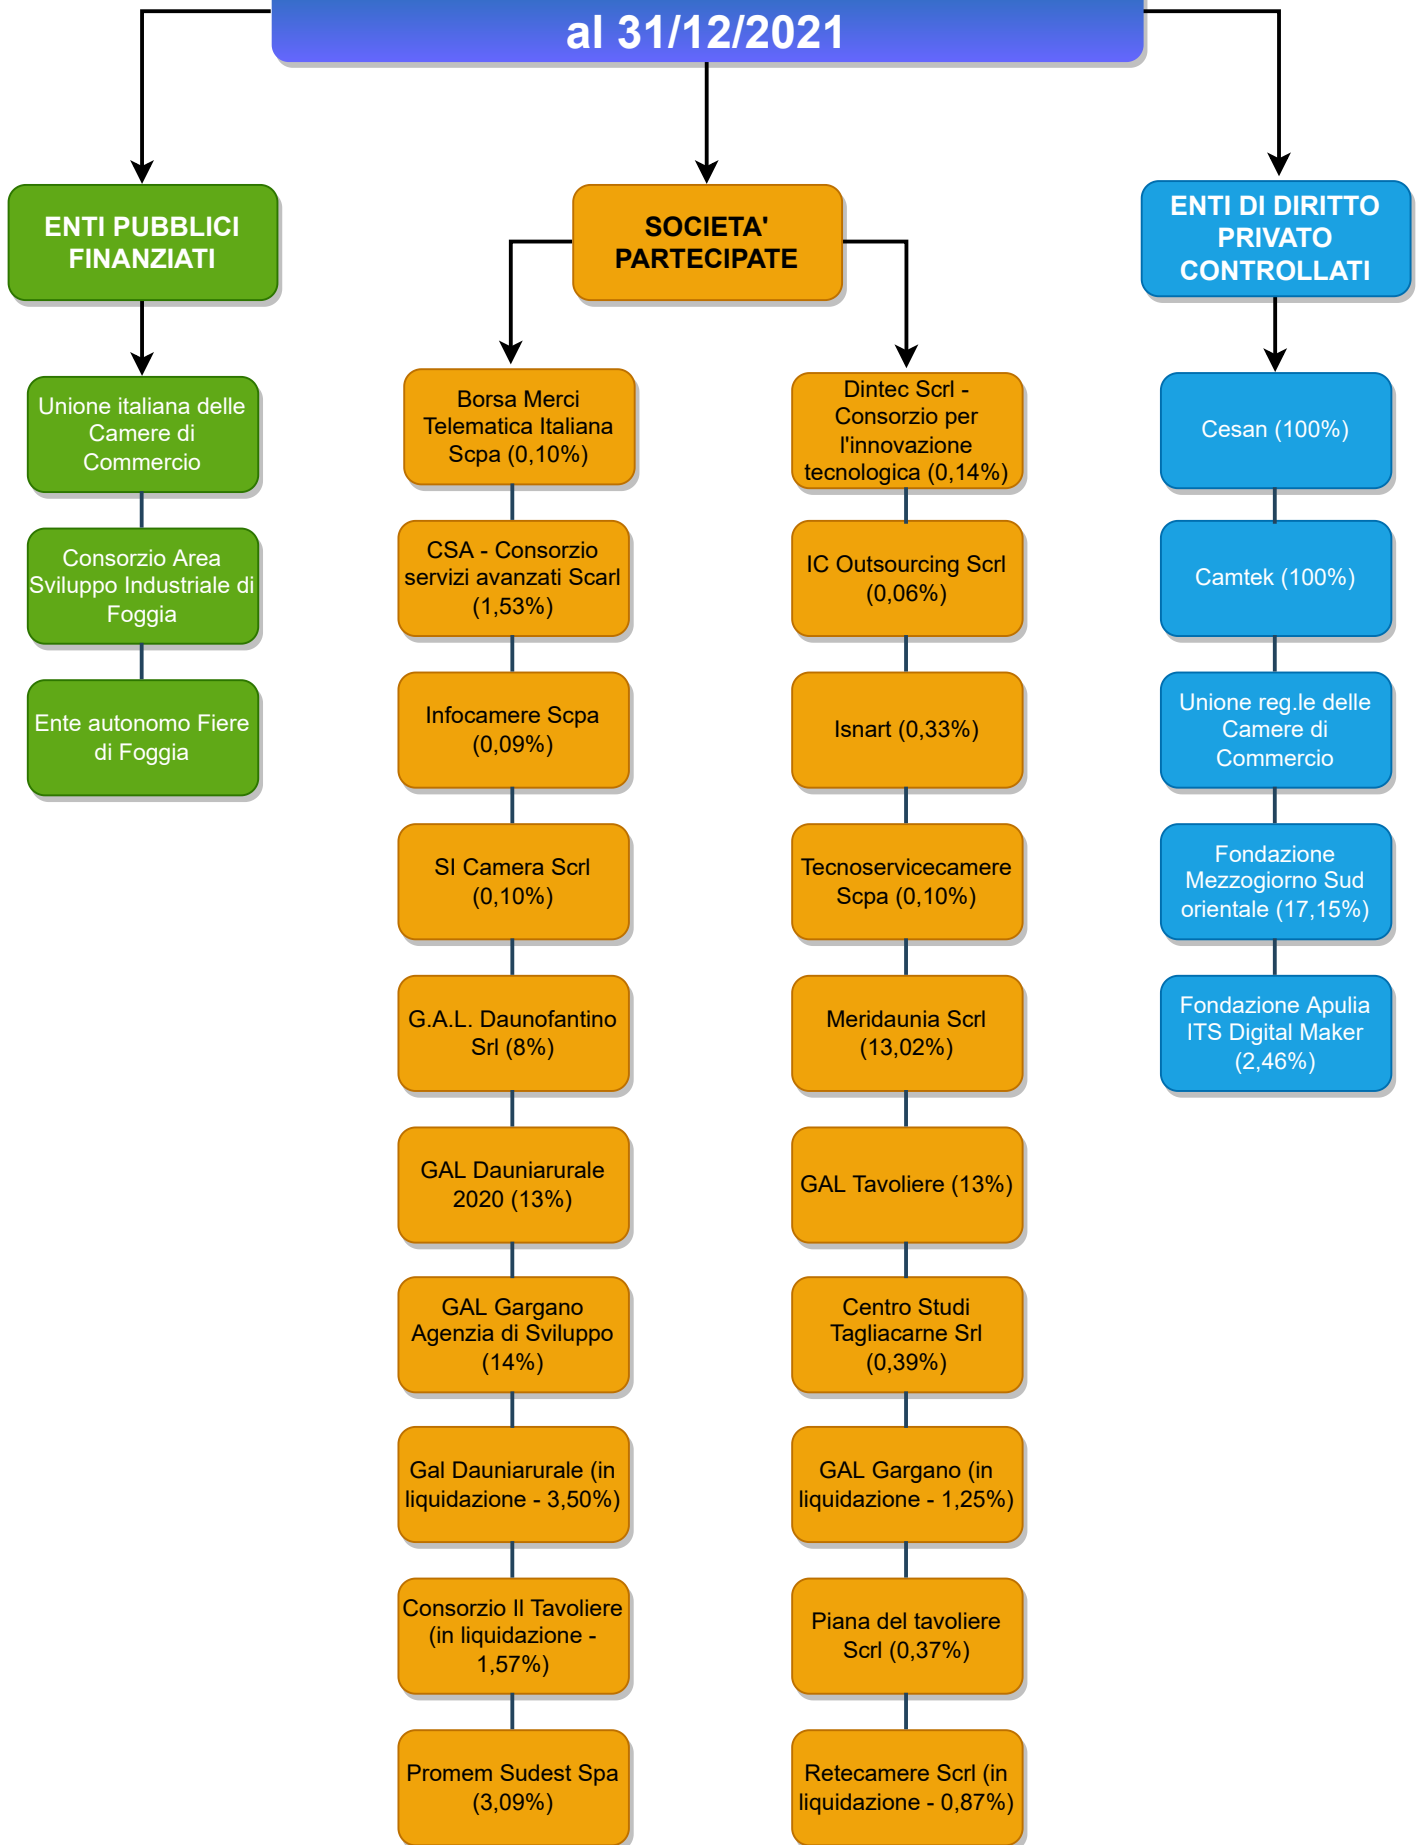 al 31/12/2021
ENTI PUBBLICI
FINANZIATI
Unione italiana delle
Camere di
Commercio
Consorzio Area
Sviluppo Industriale di
Foggia
Ente autonomo Fiere
di Foggia
SOCIETA'
PARTECIPATE
Borsa Merci
Telematica Italiana
Scpa (0,10%)
CSA - Consorzio
servizi avanzati Scarl
(1,53%)
Infocamere Scpa
(0,09%)
SI Camera Scrl
(0,10%)
G.A.L. Daunofantino
Srl (8%)
GAL Dauniarurale
2020 (13%)
GAL Gargano
Agenzia di Sviluppo
(14%)
Gal Dauniarurale (in
liquidazione - 3,50%)
Consorzio Il Tavoliere
(in liquidazione -
1,57%)
Promem Sudest Spa
(3,09%)
Dintec Scrl -
Consorzio per
l'innovazione
tecnologica (0,14%)
IC Outsourcing Scrl
(0,06%)
Isnart (0,33%)
Tecnoservicecamere
Scpa (0,10%)
Meridaunia Scrl
(13,02%)
GAL Tavoliere (13%)
Centro Studi
Tagliacarne Srl
(0,39%)
GAL Gargano (in
liquidazione - 1,25%)
Piana del tavoliere
Scrl (0,37%)
Retecamere Scrl (in
liquidazione - 0,87%)
ENTI DI DIRITTO
PRIVATO
CONTROLLATI
Cesan (100%)
Camtek (100%)
Unione reg.le delle
Camere di
Commercio
Fondazione
Mezzogiorno Sud
orientale (17,15%)
Fondazione Apulia
ITS Digital Maker
(2,46%)